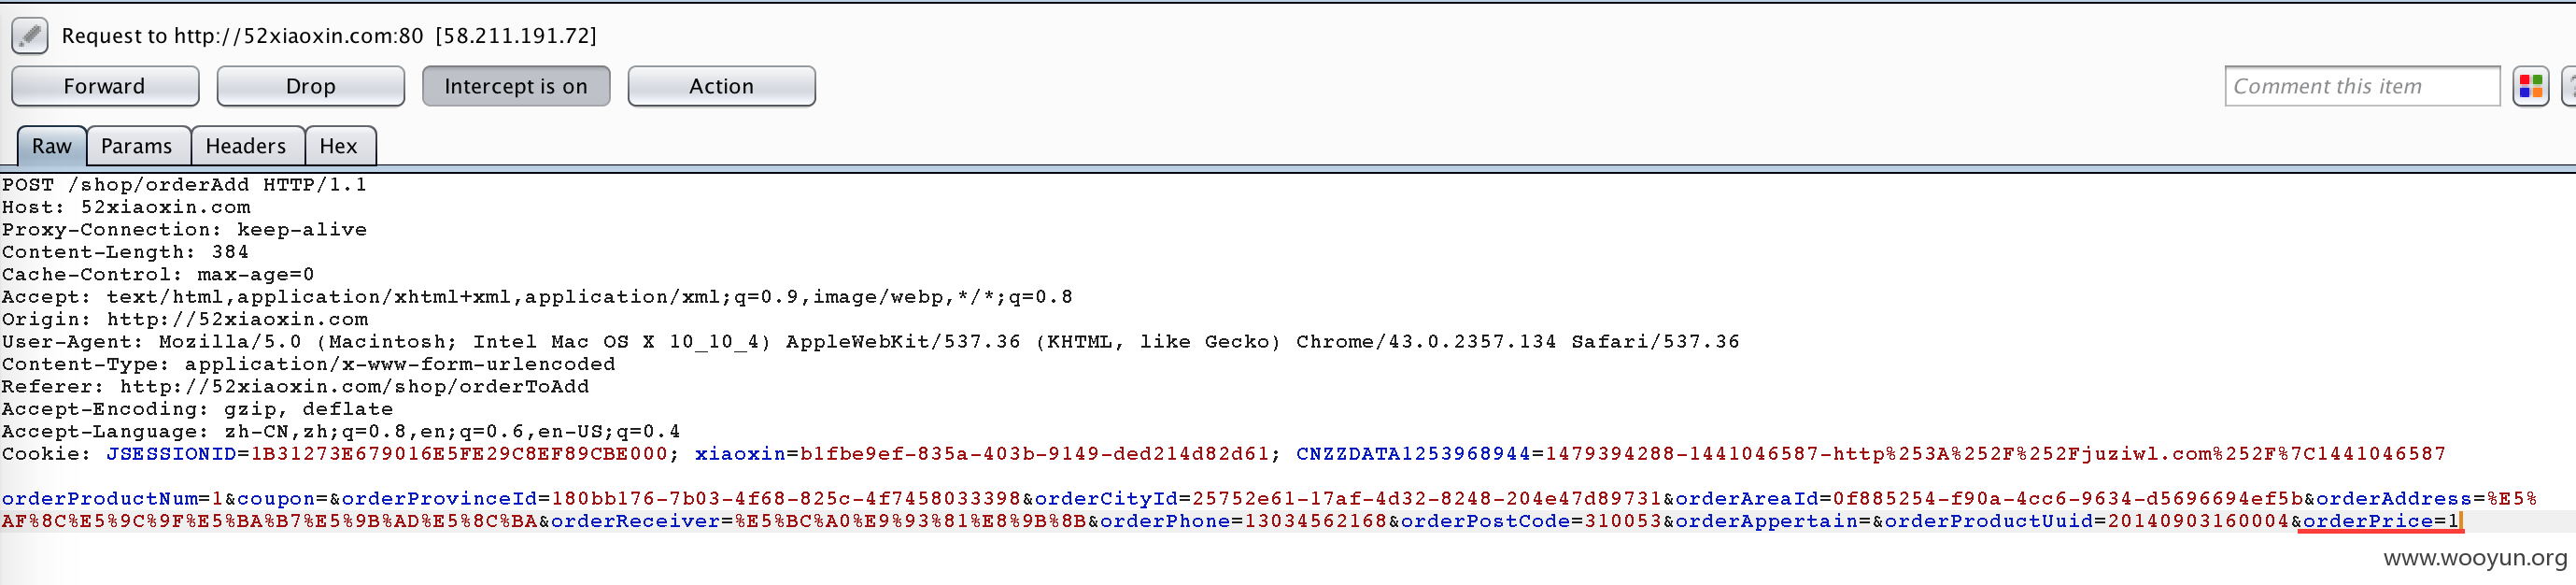 Request to http://52xiaoxin.com:80 [58.211.191.72]
Forward Drop Intercept is on Action Comment this item
Raw Params Headers Hex
POST /shop/orderAdd HTTP/1.1
Host: 52xiaoxin.com
Proxy-Connection: keep-alive
Content-Length: 384
Cache-Control: max-age=0
Accept: text/html,application/xhtml+xml,application/xml;q=0.9,image/webp,*/*;q=0.8
Origin: http://52xiaoxin.com
User-Agent: Mozilla/5.0 (Macintosh; Intel Mac OS X 10_10_4) AppleWebKit/537.36 (KHTML, like Gecko) Chrome/43.0.2357.134 Safari/537.36
Content-Type: application/x-www-form-urlencoded
Referer: http://52xiaoxin.com/shop/orderToAdd
Accept-Encoding: gzip, deflate
Accept-Language: zh-CN,zh;q=0.8,en;q=0.6,en-US;q=0.4
Cookie: JSESSIONID=1B31273E679016E5FE29C8EF89CBE000; xiaoxin=b1fbe9ef-835a-403b-9149-ded214d82d61; CNZZDATA1253968944=1479394288-1441046587-http%253A%252F%252Fjuziwl.com%252F%7C1441046587
orderProductNum=1&coupon=&orderProvinceId=180bb176-7b03-4f68-825c-4f7458033398&orderCityId=25752e61-17af-4d32-8248-204e47d89731&orderAreaId=0f885254-f90a-4cc6-9634-d5696694ef5b&orderAddress=%E5%
AF%8C%E5%9C%9F%E5%BA%B7%E5%9B%AD%E5%8C%BA&orderReceiver=%E5%BC%A0%E9%93%81%E8%9B%8B&orderPhone=13034562168&orderPostCode=310053&orderAppertain=&orderProductUuid=20140903160004&orderPrice=1
www.wooyun.org